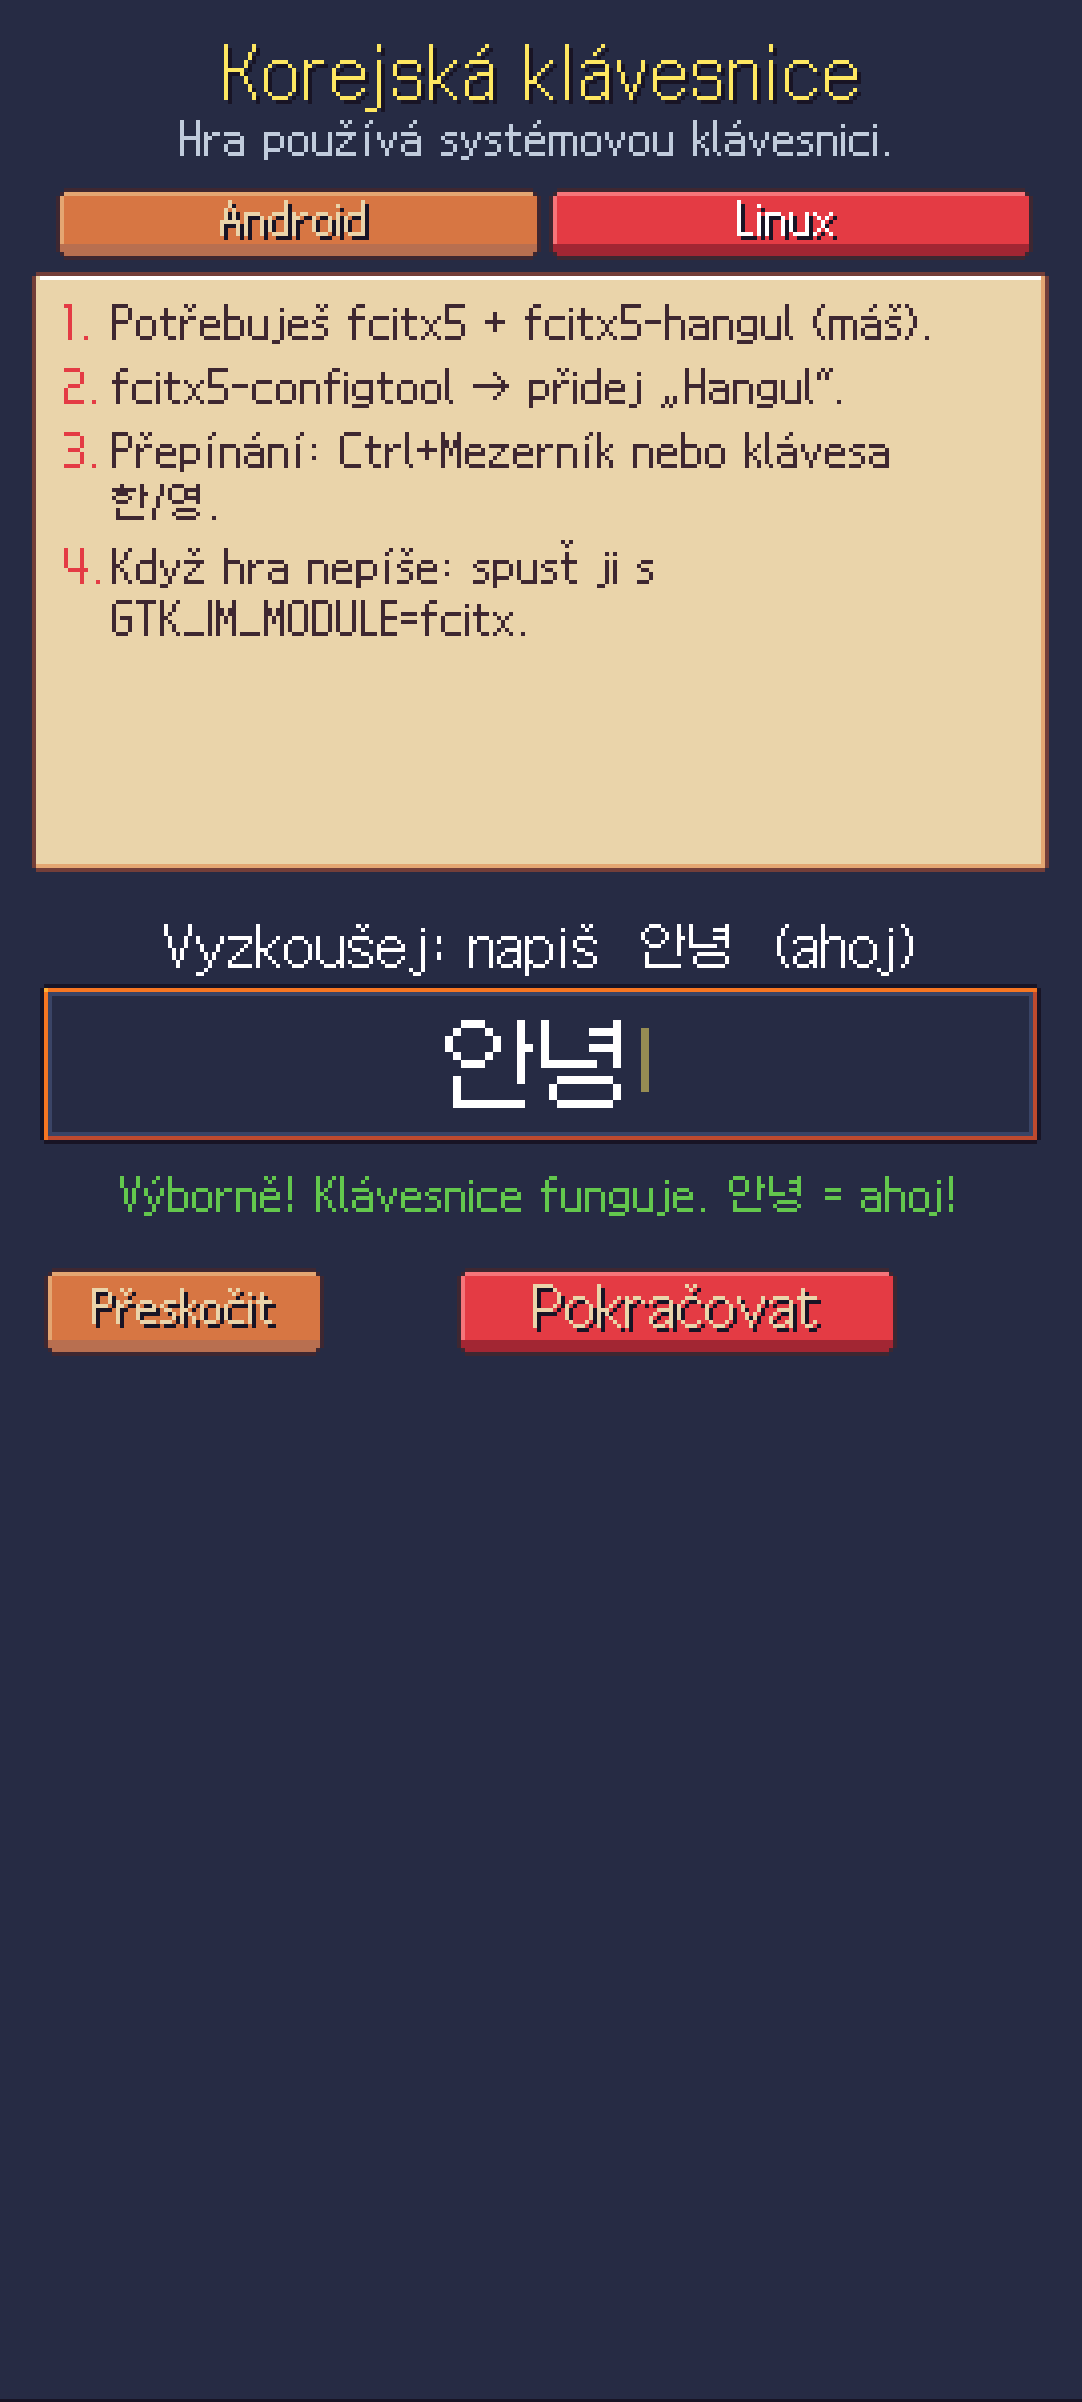 Korejská klávesnice
Hra používá systémovou klávesnici.
Android
Linux
1. Potřebuješ fcitx5 + fcitx5-hangul (máš).
2. fcitx5-configtool → přidej „Hangul“.
3. Přepínání: Ctrl+Mezerník nebo klávesa
한/영.
4. Když hra nepíše: spusť ji s
GTK_IM_MODULE=fcitx.
Vyzkoušej: napiš 안녕 (ahoj)
안녕
Výborně! Klávesnice funguje. 안녕 = ahoj!
Přeskočit
Pokračovat